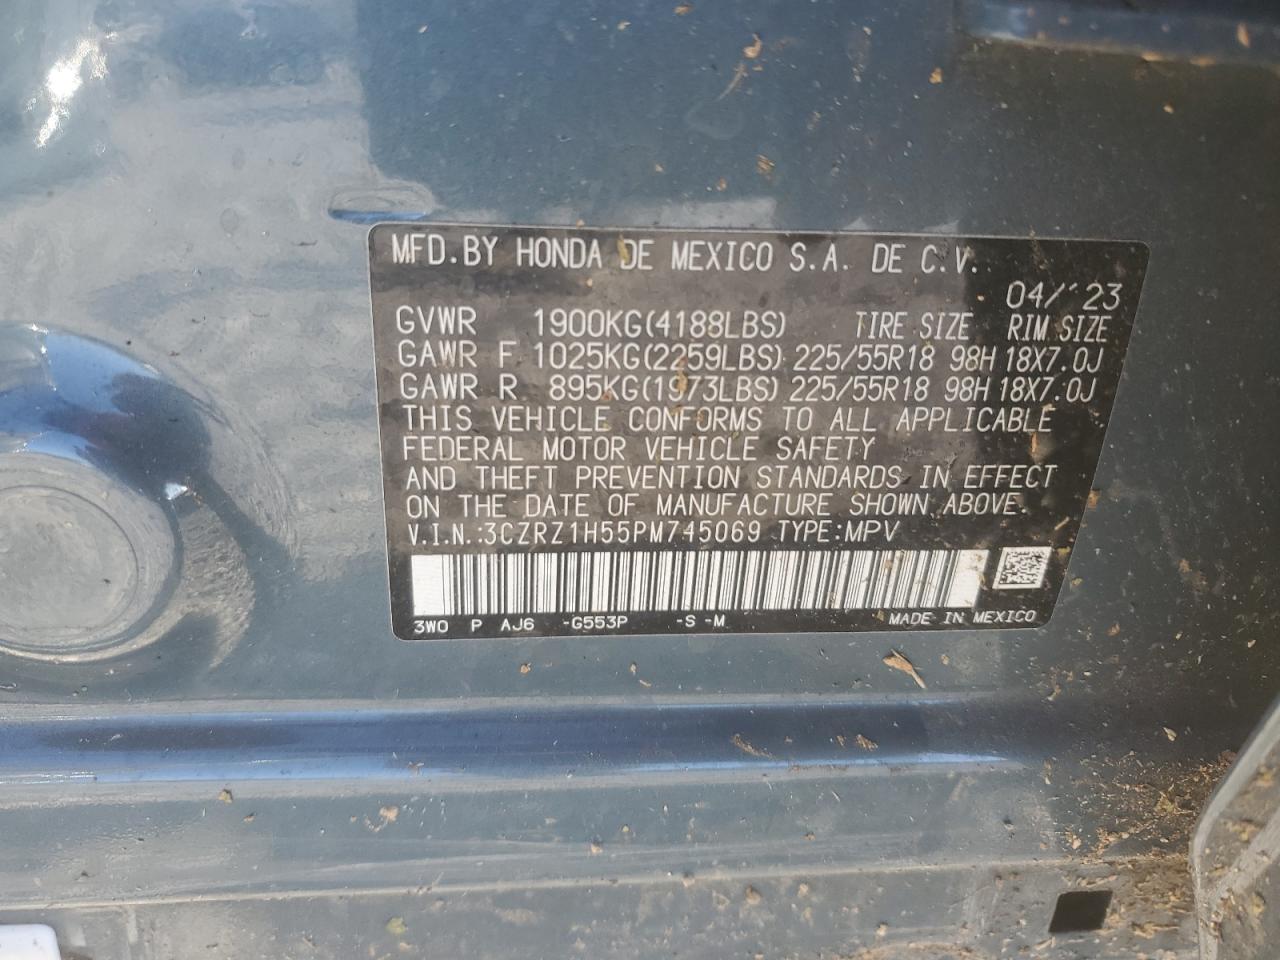 MFD.BY HONDA DE MEXICO S.A. DE C.V.
04/23
GVWR 1900KG(4188LBS) TIRE SIZE RIM SIZE
GAWR F 1025KG(2259LBS) 225/55R18 98H 18X7.0J
GAWR R 895KG(1973LBS) 225/55R18 98H 18X7.0J
THIS VEHICLE CONFORMS TO ALL APPLICABLE
FEDERAL MOTOR VEHICLE SAFETY
AND THEFT PREVENTION STANDARDS IN EFFECT
ON THE DATE OF MANUFACTURE SHOWN ABOVE.
V.I.N.:3CZRZ1H55PM745069 TYPE:MPV
3WO P AJ6 -G553P -S -M MADE IN MEXICO